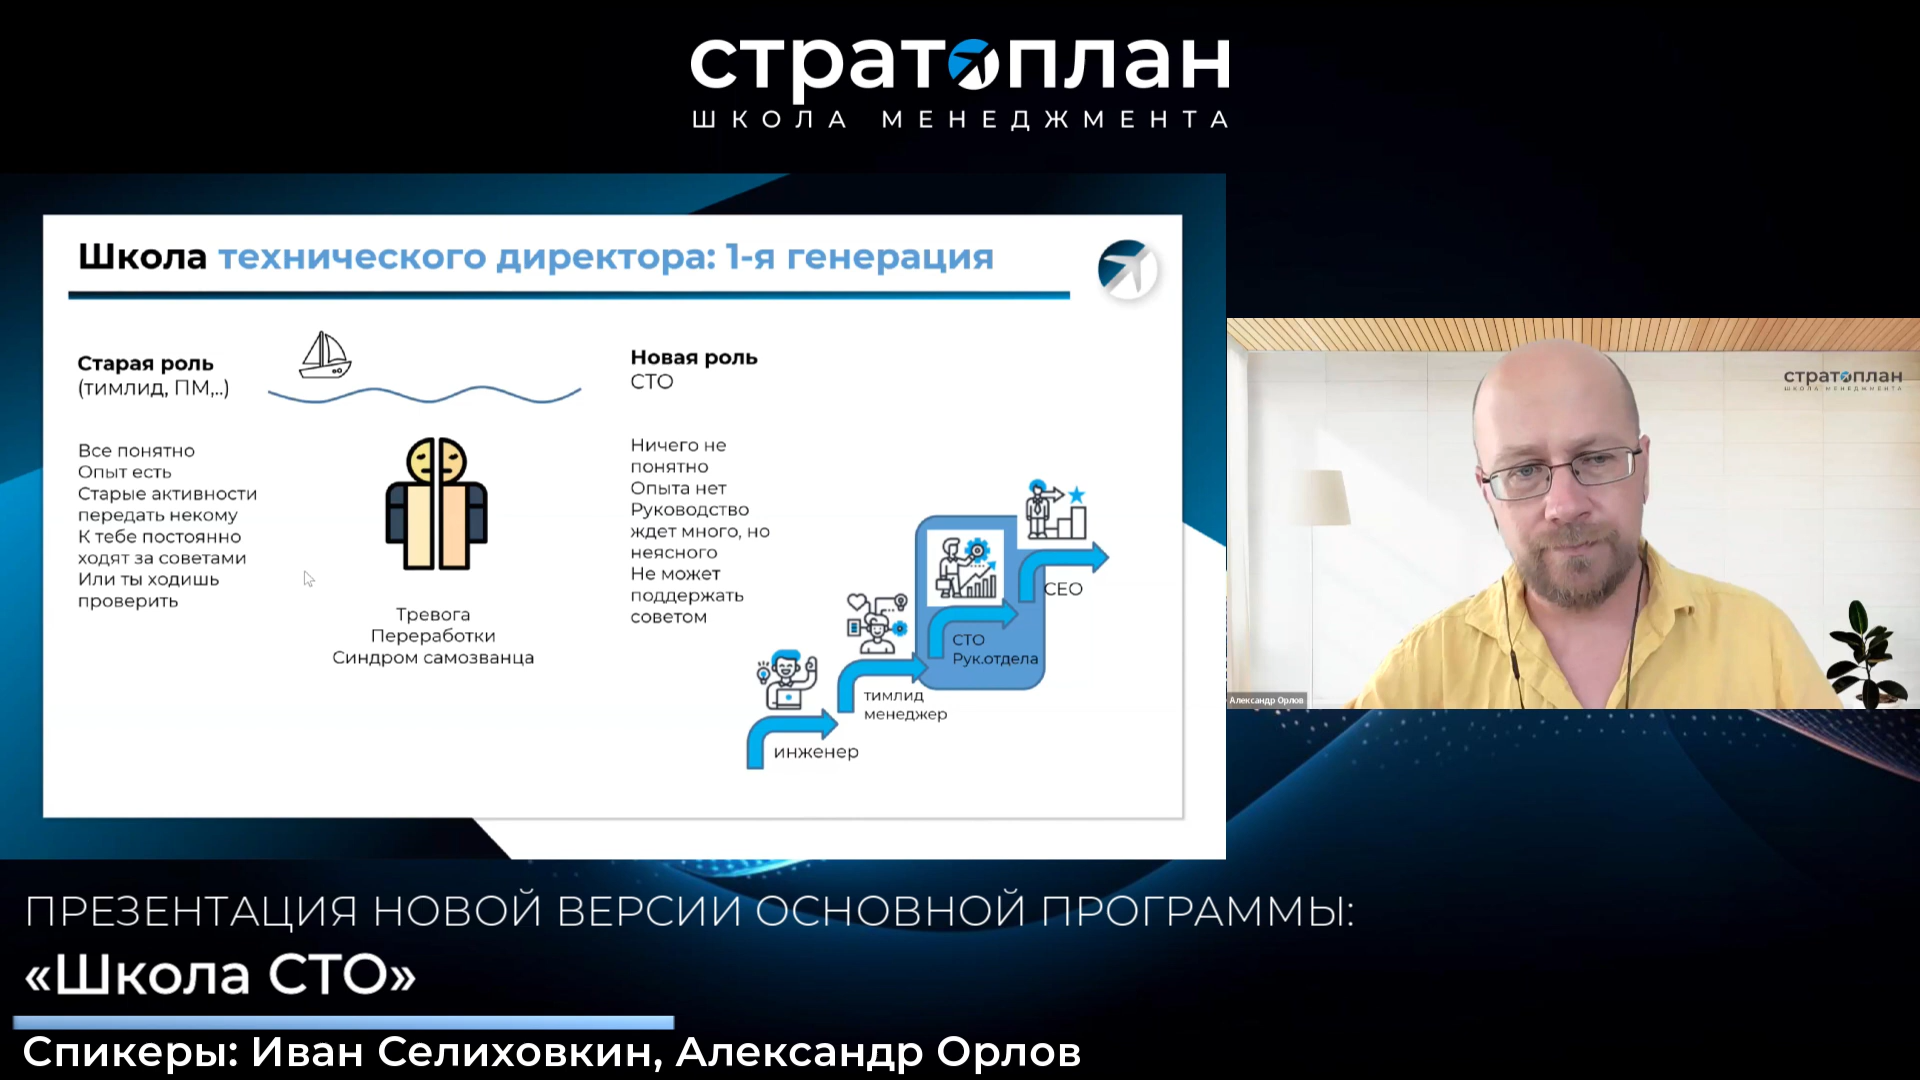 стратоплан
ШКОЛА МЕНЕДЖМЕНТА
Школа технического директора: 1-я генерация
Старая роль
(тимлид, ПМ,..)
Все понятно
Опыт есть
Старые активности
передать некому
К тебе постоянно
ходят за советами
Или ты ходишь
проверить
Тревога
Переработки
Синдром самозванца
Новая роль
СТО
Ничего не
понятно
Опыта нет
Руководство
ждет много, но
неясного
Не может
поддержать
советом
инженер
тимлид
менеджер
СТО
Рук.отдела
СЕО
стратоплан
ШКОЛА МЕНЕДЖМЕНТА
Александр Орлов
ПРЕЗЕНТАЦИЯ НОВОЙ ВЕРСИИ ОСНОВНОЙ ПРОГРАММЫ:
«Школа СТО»
Спикеры: Иван Селиховкин, Александр Орлов